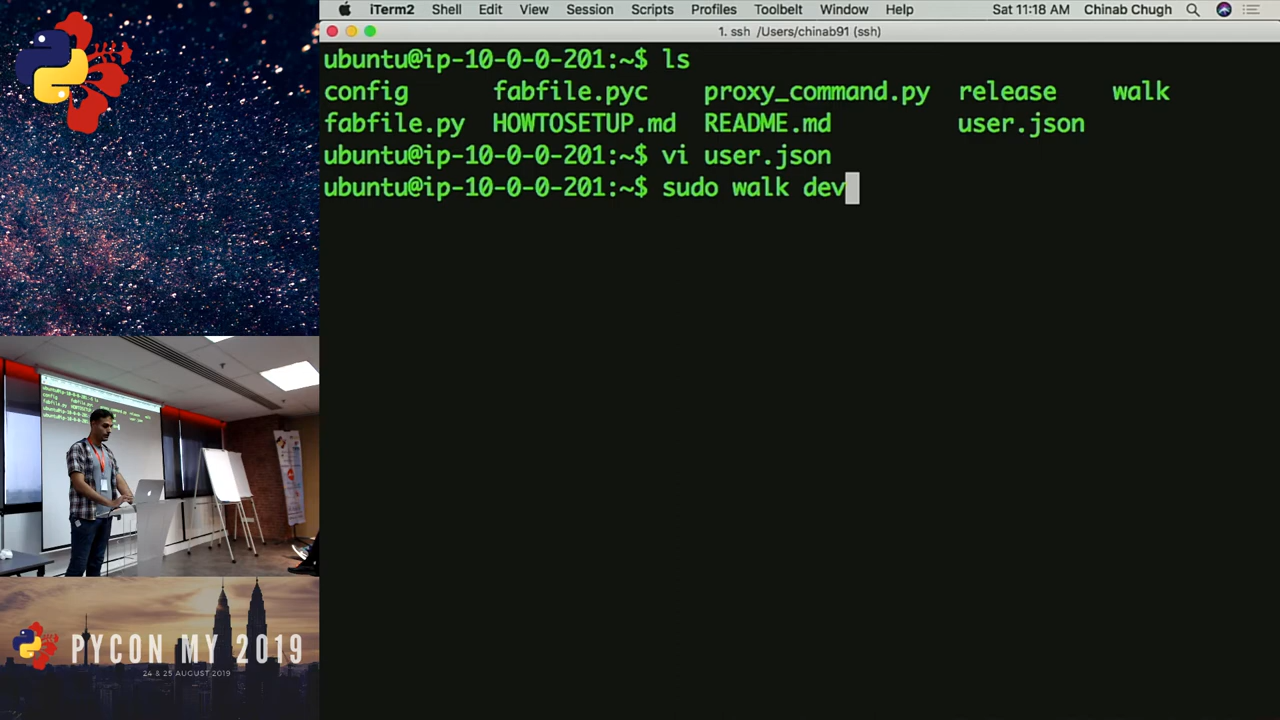 iTerm2 Shell Edit View Session Scripts Profiles Toolbelt Window Help Sat 11:18 AM Chinab Chugh
1. ssh /Users/chinab91 (ssh)
ubuntu@ip-10-0-0-201:~$ ls
config fabfile.pyc proxy_command.py release walk
fabfile.py HOWTOSETUP.md README.md user.json
ubuntu@ip-10-0-0-201:~$ vi user.json
ubuntu@ip-10-0-0-201:~$ sudo walk dev
PYCON MY 2019
24 & 25 AUGUST 2019